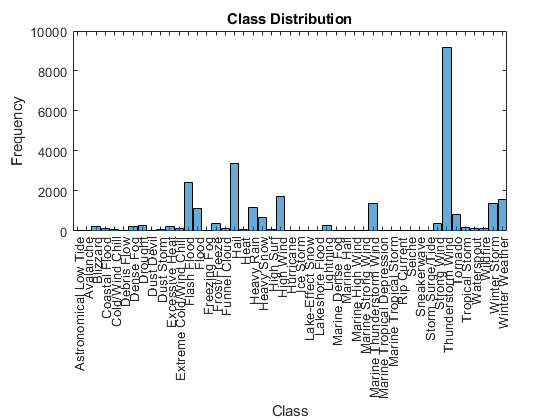 Class Distribution
10000
8000
6000
4000
2000
0
Frequency
Astronomical Low Tide
Avalanche
Blizzard
Coastal Flood
Cold/Wind Chill
Debris Flow
Dense Fog
Drought
Dust Devil
Dust Storm
Excessive Heat
Extreme Cold/Wind Chill
Flash Flood
Flood
Freezing Fog
Frost/Freeze
Funnel Cloud
Hail
Heat
Heavy Rain
Heavy Snow
High Surf
High Wind
Hurricane
Ice Storm
Lake-Effect Snow
Lakeshore Flood
Lightning
Marine Dense Fog
Marine Hail
Marine High Wind
Marine Strong Wind
Marine Thunderstorm Wind
Marine Tropical Depression
Marine Tropical Storm
Rip Current
Seiche
Sneakerwave
Storm Surge/Tide
Strong Wind
Thunderstorm Wind
Tornado
Tropical Storm
Waterspout
Wildfire
Winter Storm
Winter Weather
Class